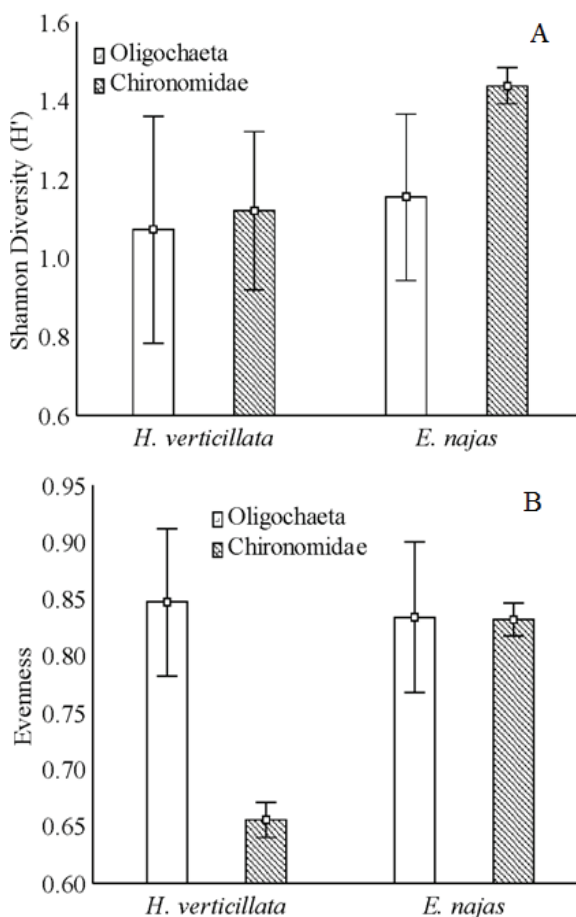 A
Oligochaeta
Chironomidae
Shannon Diversity (H')
1.6
1.4
1.2
1.0
0.8
0.6
H. verticillata
E. najas
B
Oligochaeta
Chironomidae
Evenness
0.95
0.90
0.85
0.80
0.75
0.70
0.65
0.60
H. verticillata
E. najas